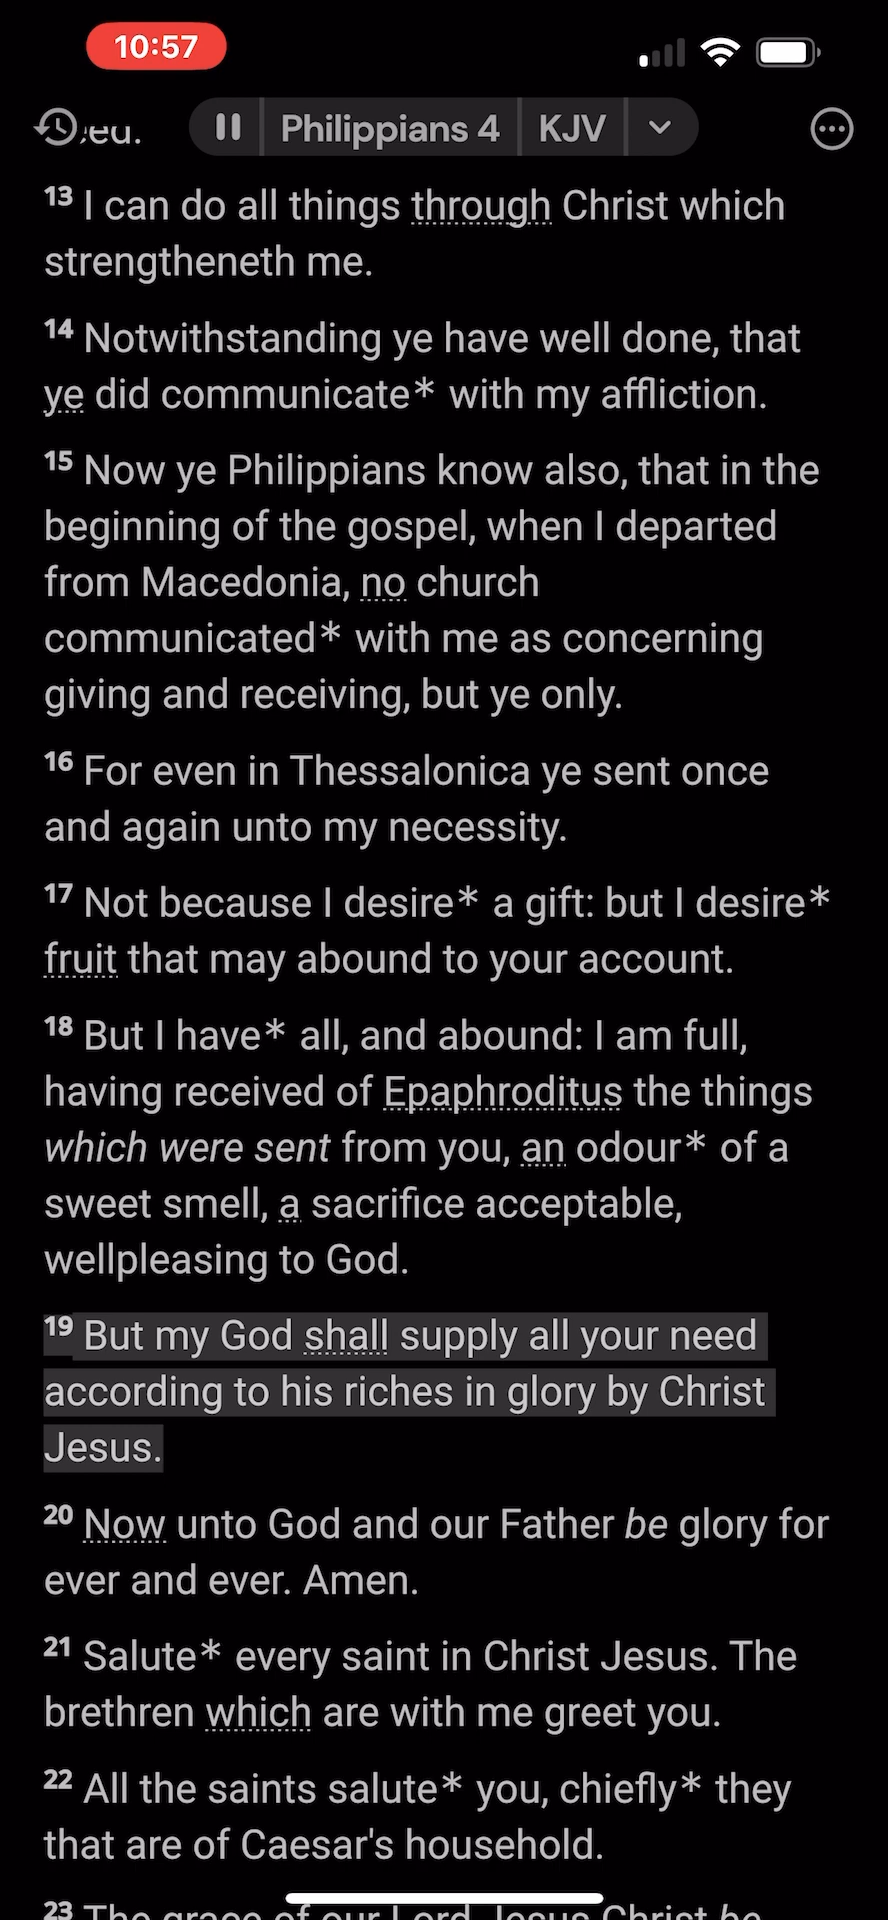 10:57
Philippians 4 KJV
13 I can do all things through Christ which
strengtheneth me.
14 Notwithstanding ye have well done, that
ye did communicate* with my affliction.
15 Now ye Philippians know also, that in the
beginning of the gospel, when I departed
from Macedonia, no church
communicated* with me as concerning
giving and receiving, but ye only.
16 For even in Thessalonica ye sent once
and again unto my necessity.
17 Not because I desire* a gift: but I desire*
fruit that may abound to your account.
18 But I have* all, and abound: I am full,
having received of Epaphroditus the things
which were sent from you, an odour* of a
sweet smell, a sacrifice acceptable,
wellpleasing to God.
19 But my God shall supply all your need
according to his riches in glory by Christ
Jesus.
20 Now unto God and our Father be glory for
ever and ever. Amen.
21 Salute* every saint in Christ Jesus. The
brethren which are with me greet you.
22 All the saints salute* you, chiefly* they
that are of Caesar's household.
23 The grace of our Lord Jesus Christ be